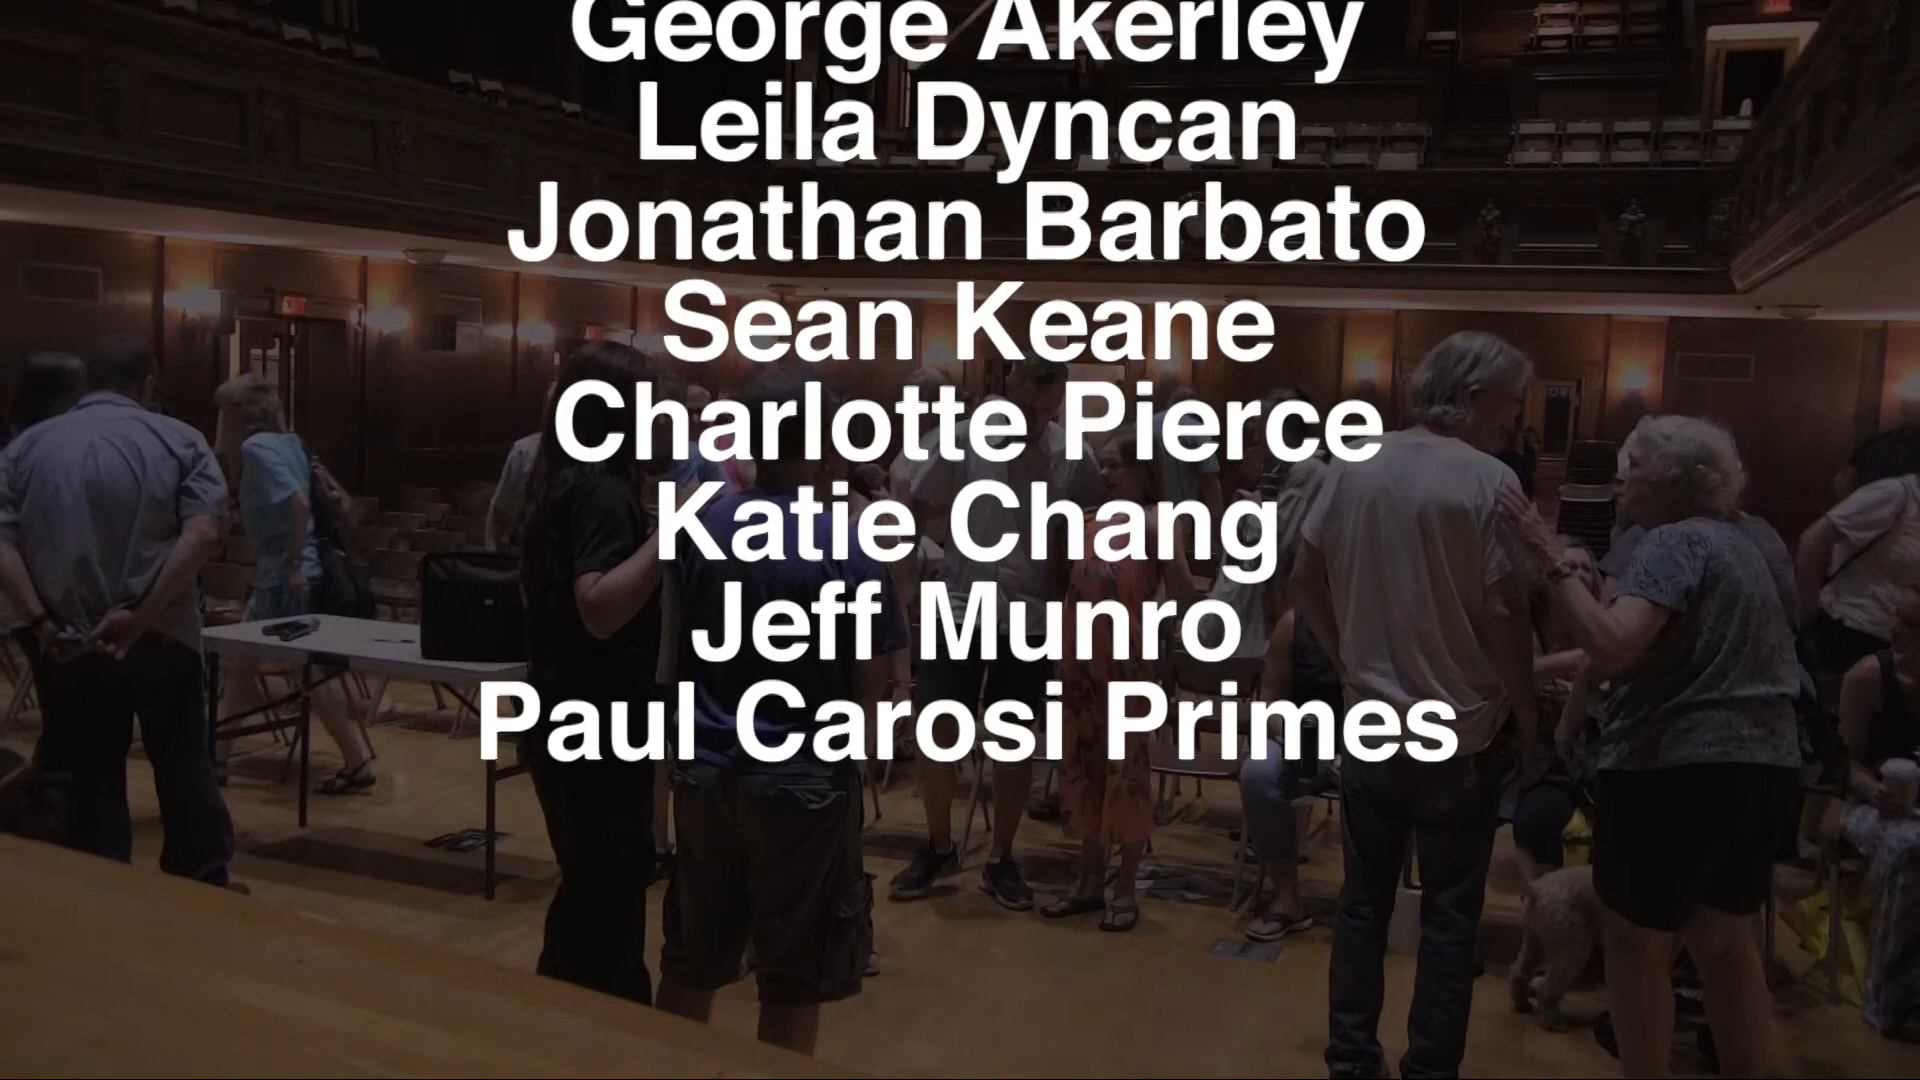 George Akerley
Leila Dyncan
Jonathan Barbato
Sean Keane
Charlotte Pierce
Katie Chang
Jeff Munro
Paul Carosi Primes